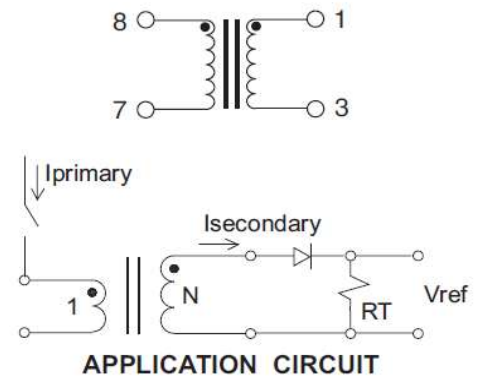 8 1
7 3
Iprimary
Isecondary
1 N RT Vref
APPLICATION CIRCUIT